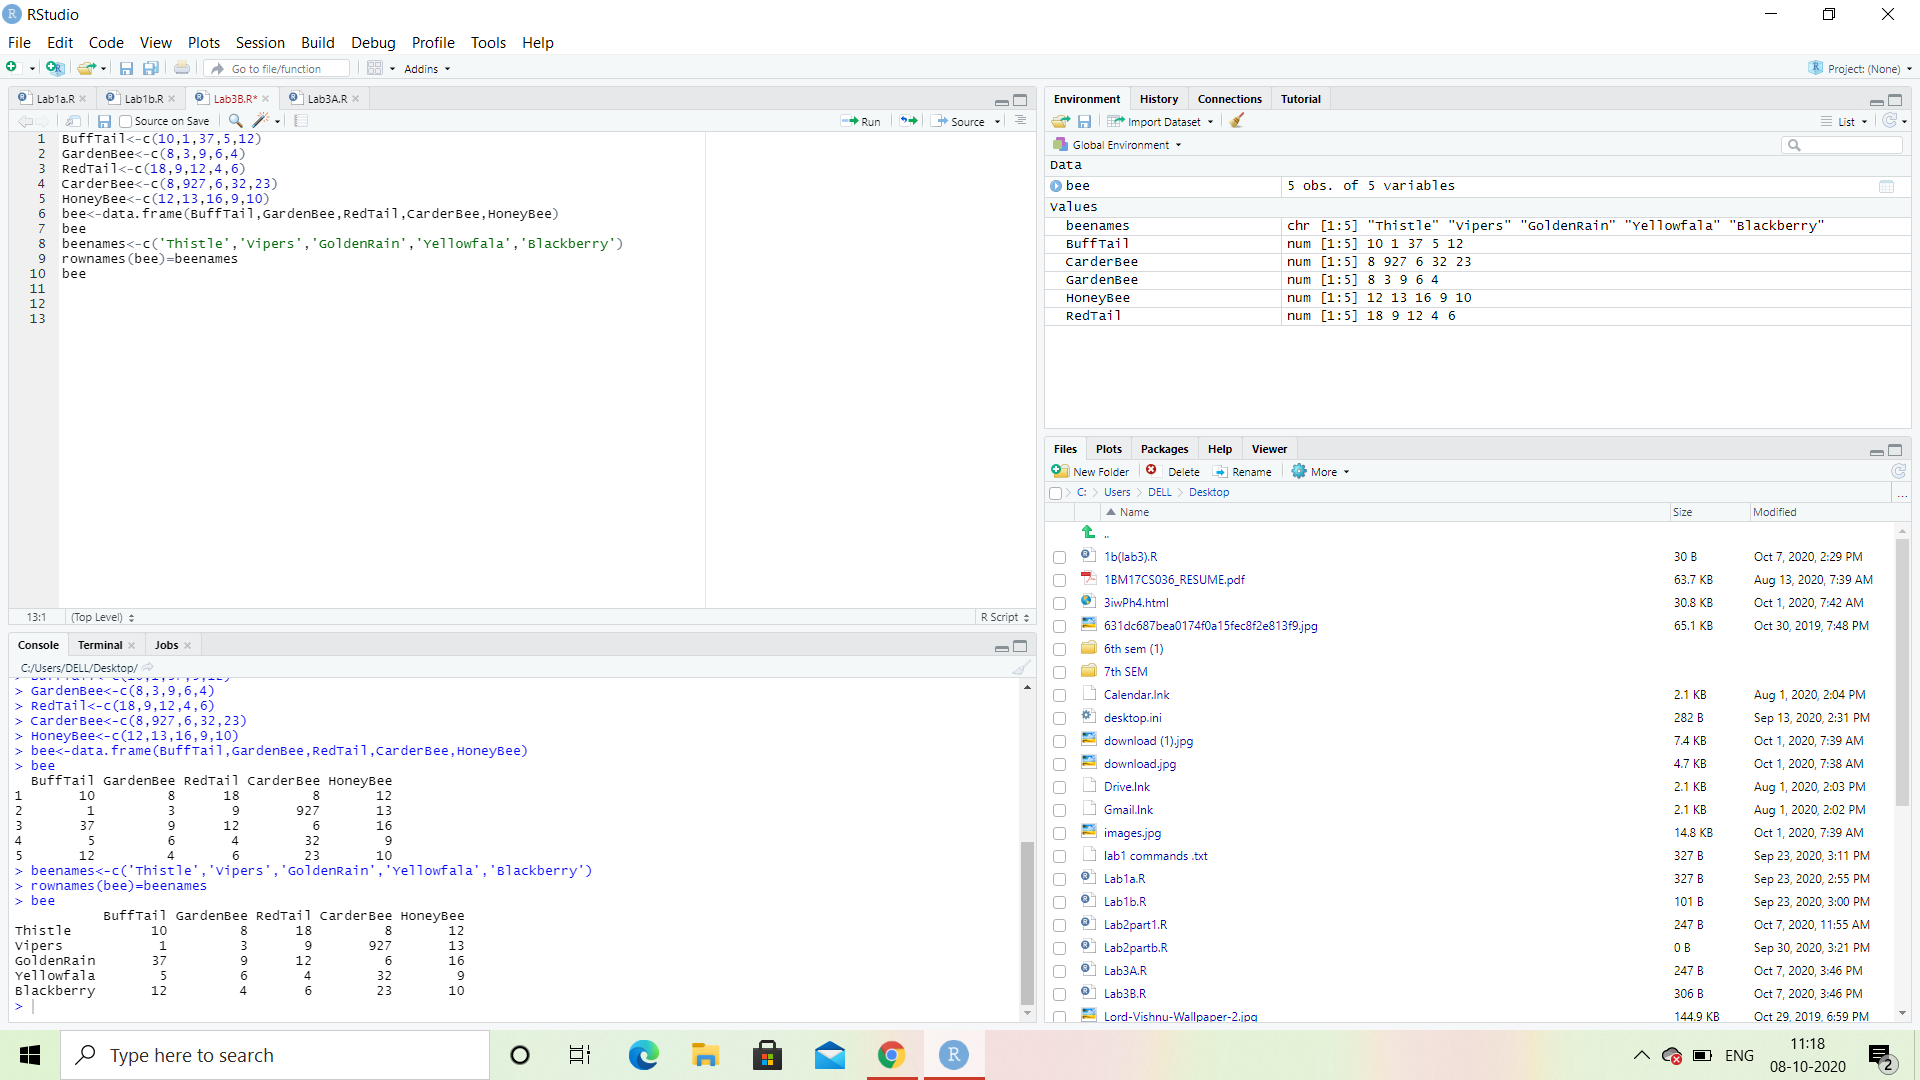 RStudio
File Edit Code View Plots Session Build Debug Profile Tools Help
Go to file/function Addins Project: (None)
Lab1a.R Lab1b.R Lab3B.R* Lab3A.R
Source on Save Run Source
1 BuffTail<-c(10,1,37,5,12)
2 GardenBee<-c(8,3,9,6,4)
3 RedTail<-c(18,9,12,4,6)
4 CarderBee<-c(8,927,6,32,23)
5 HoneyBee<-c(12,13,16,9,10)
6 bee<-data.frame(BuffTail,GardenBee,RedTail,CarderBee,HoneyBee)
7 bee
8 beenames<-c('Thistle','Vipers','GoldenRain','Yellowfala','Blackberry')
9 rownames(bee)=beenames
10 bee
11
12
13
13:1 (Top Level) R Script
Console Terminal Jobs
C:/Users/DELL/Desktop/
> GardenBee<-c(8,3,9,6,4)
> RedTail<-c(18,9,12,4,6)
> CarderBee<-c(8,927,6,32,23)
> HoneyBee<-c(12,13,16,9,10)
> bee<-data.frame(BuffTail,GardenBee,RedTail,CarderBee,HoneyBee)
> bee
BuffTail GardenBee RedTail CarderBee HoneyBee
1 10 8 18 8 12
2 1 3 9 927 13
3 37 9 12 6 16
4 5 6 4 32 9
5 12 4 6 23 10
> beenames<-c('Thistle','Vipers','GoldenRain','Yellowfala','Blackberry')
> rownames(bee)=beenames
> bee
BuffTail GardenBee RedTail CarderBee HoneyBee
Thistle 10 8 18 8 12
Vipers 1 3 9 927 13
GoldenRain 37 9 12 6 16
Yellowfala 5 6 4 32 9
Blackberry 12 4 6 23 10
>
Environment History Connections Tutorial
Import Dataset List
Global Environment
Data
bee 5 obs. of 5 variables
Values
beenames chr [1:5] "Thistle" "Vipers" "GoldenRain" "Yellowfala" "Blackberry"
BuffTail num [1:5] 10 1 37 5 12
CarderBee num [1:5] 8 927 6 32 23
GardenBee num [1:5] 8 3 9 6 4
HoneyBee num [1:5] 12 13 16 9 10
RedTail num [1:5] 18 9 12 4 6
Files Plots Packages Help Viewer
New Folder Delete Rename More
C: Users DELL Desktop ...
Name Size Modified
..
1b(lab3).R 30 B Oct 7, 2020, 2:29 PM
1BM17CS036_RESUME.pdf 63.7 KB Aug 13, 2020, 7:39 AM
3iwPh4.html 30.8 KB Oct 1, 2020, 7:42 AM
631dc687bea0174f0a15fec8f2e813f9.jpg 65.1 KB Oct 30, 2019, 7:48 PM
6th sem (1)
7th SEM
Calendar.lnk 2.1 KB Aug 1, 2020, 2:04 PM
desktop.ini 282 B Sep 13, 2020, 2:31 PM
download (1).jpg 7.4 KB Oct 1, 2020, 7:39 AM
download.jpg 4.7 KB Oct 1, 2020, 7:38 AM
Drive.lnk 2.1 KB Aug 1, 2020, 2:03 PM
Gmail.lnk 2.1 KB Aug 1, 2020, 2:02 PM
images.jpg 14.8 KB Oct 1, 2020, 7:39 AM
lab1 commands .txt 327 B Sep 23, 2020, 3:11 PM
Lab1a.R 327 B Sep 23, 2020, 2:55 PM
Lab1b.R 101 B Sep 23, 2020, 3:00 PM
Lab2part1.R 247 B Oct 7, 2020, 11:55 AM
Lab2partb.R 0 B Sep 30, 2020, 3:21 PM
Lab3A.R 247 B Oct 7, 2020, 3:46 PM
Lab3B.R 306 B Oct 7, 2020, 3:46 PM
Lord-Vishnu-Wallpaper-2.jpg 144.9 KB Oct 29, 2019, 6:59 PM
Type here to search
ENG
11:18
08-10-2020
2